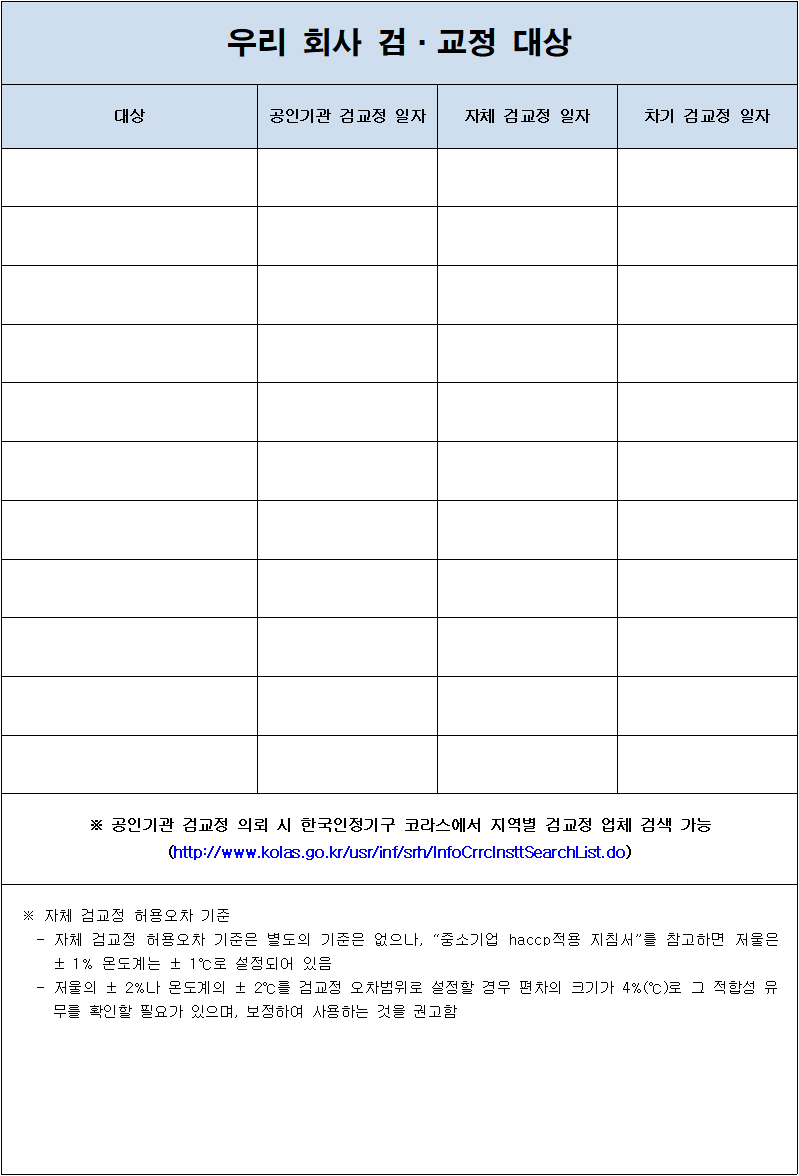 우리 회사 검·교정 대상
대상
공인기관 검교정 일자
자체 검교정 일자
차기 검교정 일자
※ 공인기관 검교정 의뢰 시 한국인정기구 코라스에서 지역별 검교정 업체 검색 가능
(http://www.kolas.go.kr/usr/inf/srh/InfoCrrcInsttSearchList.do)
※ 자체 검교정 허용오차 기준
- 자체 검교정 허용오차 기준은 별도의 기준은 없으나, “중소기업 haccp적용 지침서”를 참고하면 저울은
± 1% 온도계는 ± 1℃로 설정되어 있음
- 저울의 ± 2%나 온도계의 ± 2℃를 검교정 오차범위로 설정할 경우 편차의 크기가 4%(℃)로 그 적합성 유
무를 확인할 필요가 있으며, 보정하여 사용하는 것을 권고함